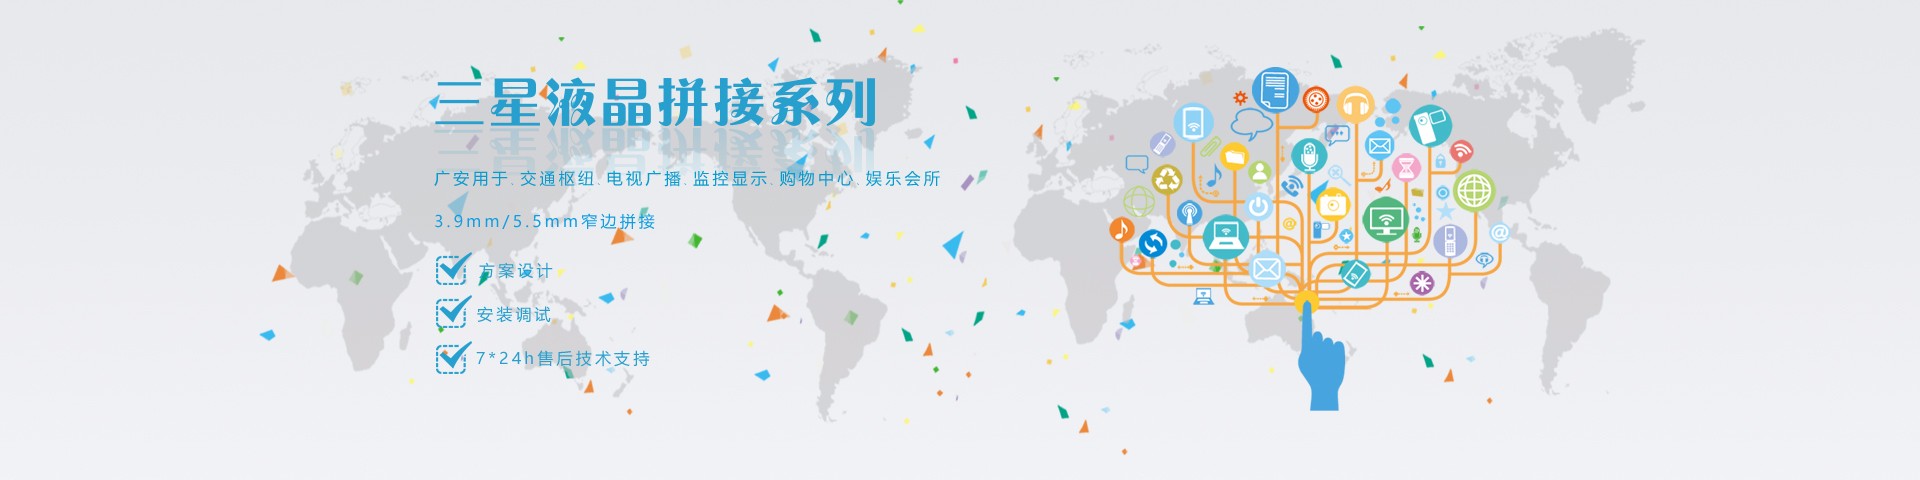 三星液晶拼接系列
广安用于、交通枢纽、电视广播、监控显示、购物中心、娱乐会所
3.9mm/5.5mm窄边拼接
方案设计
安装调试
7*24h售后技术支持